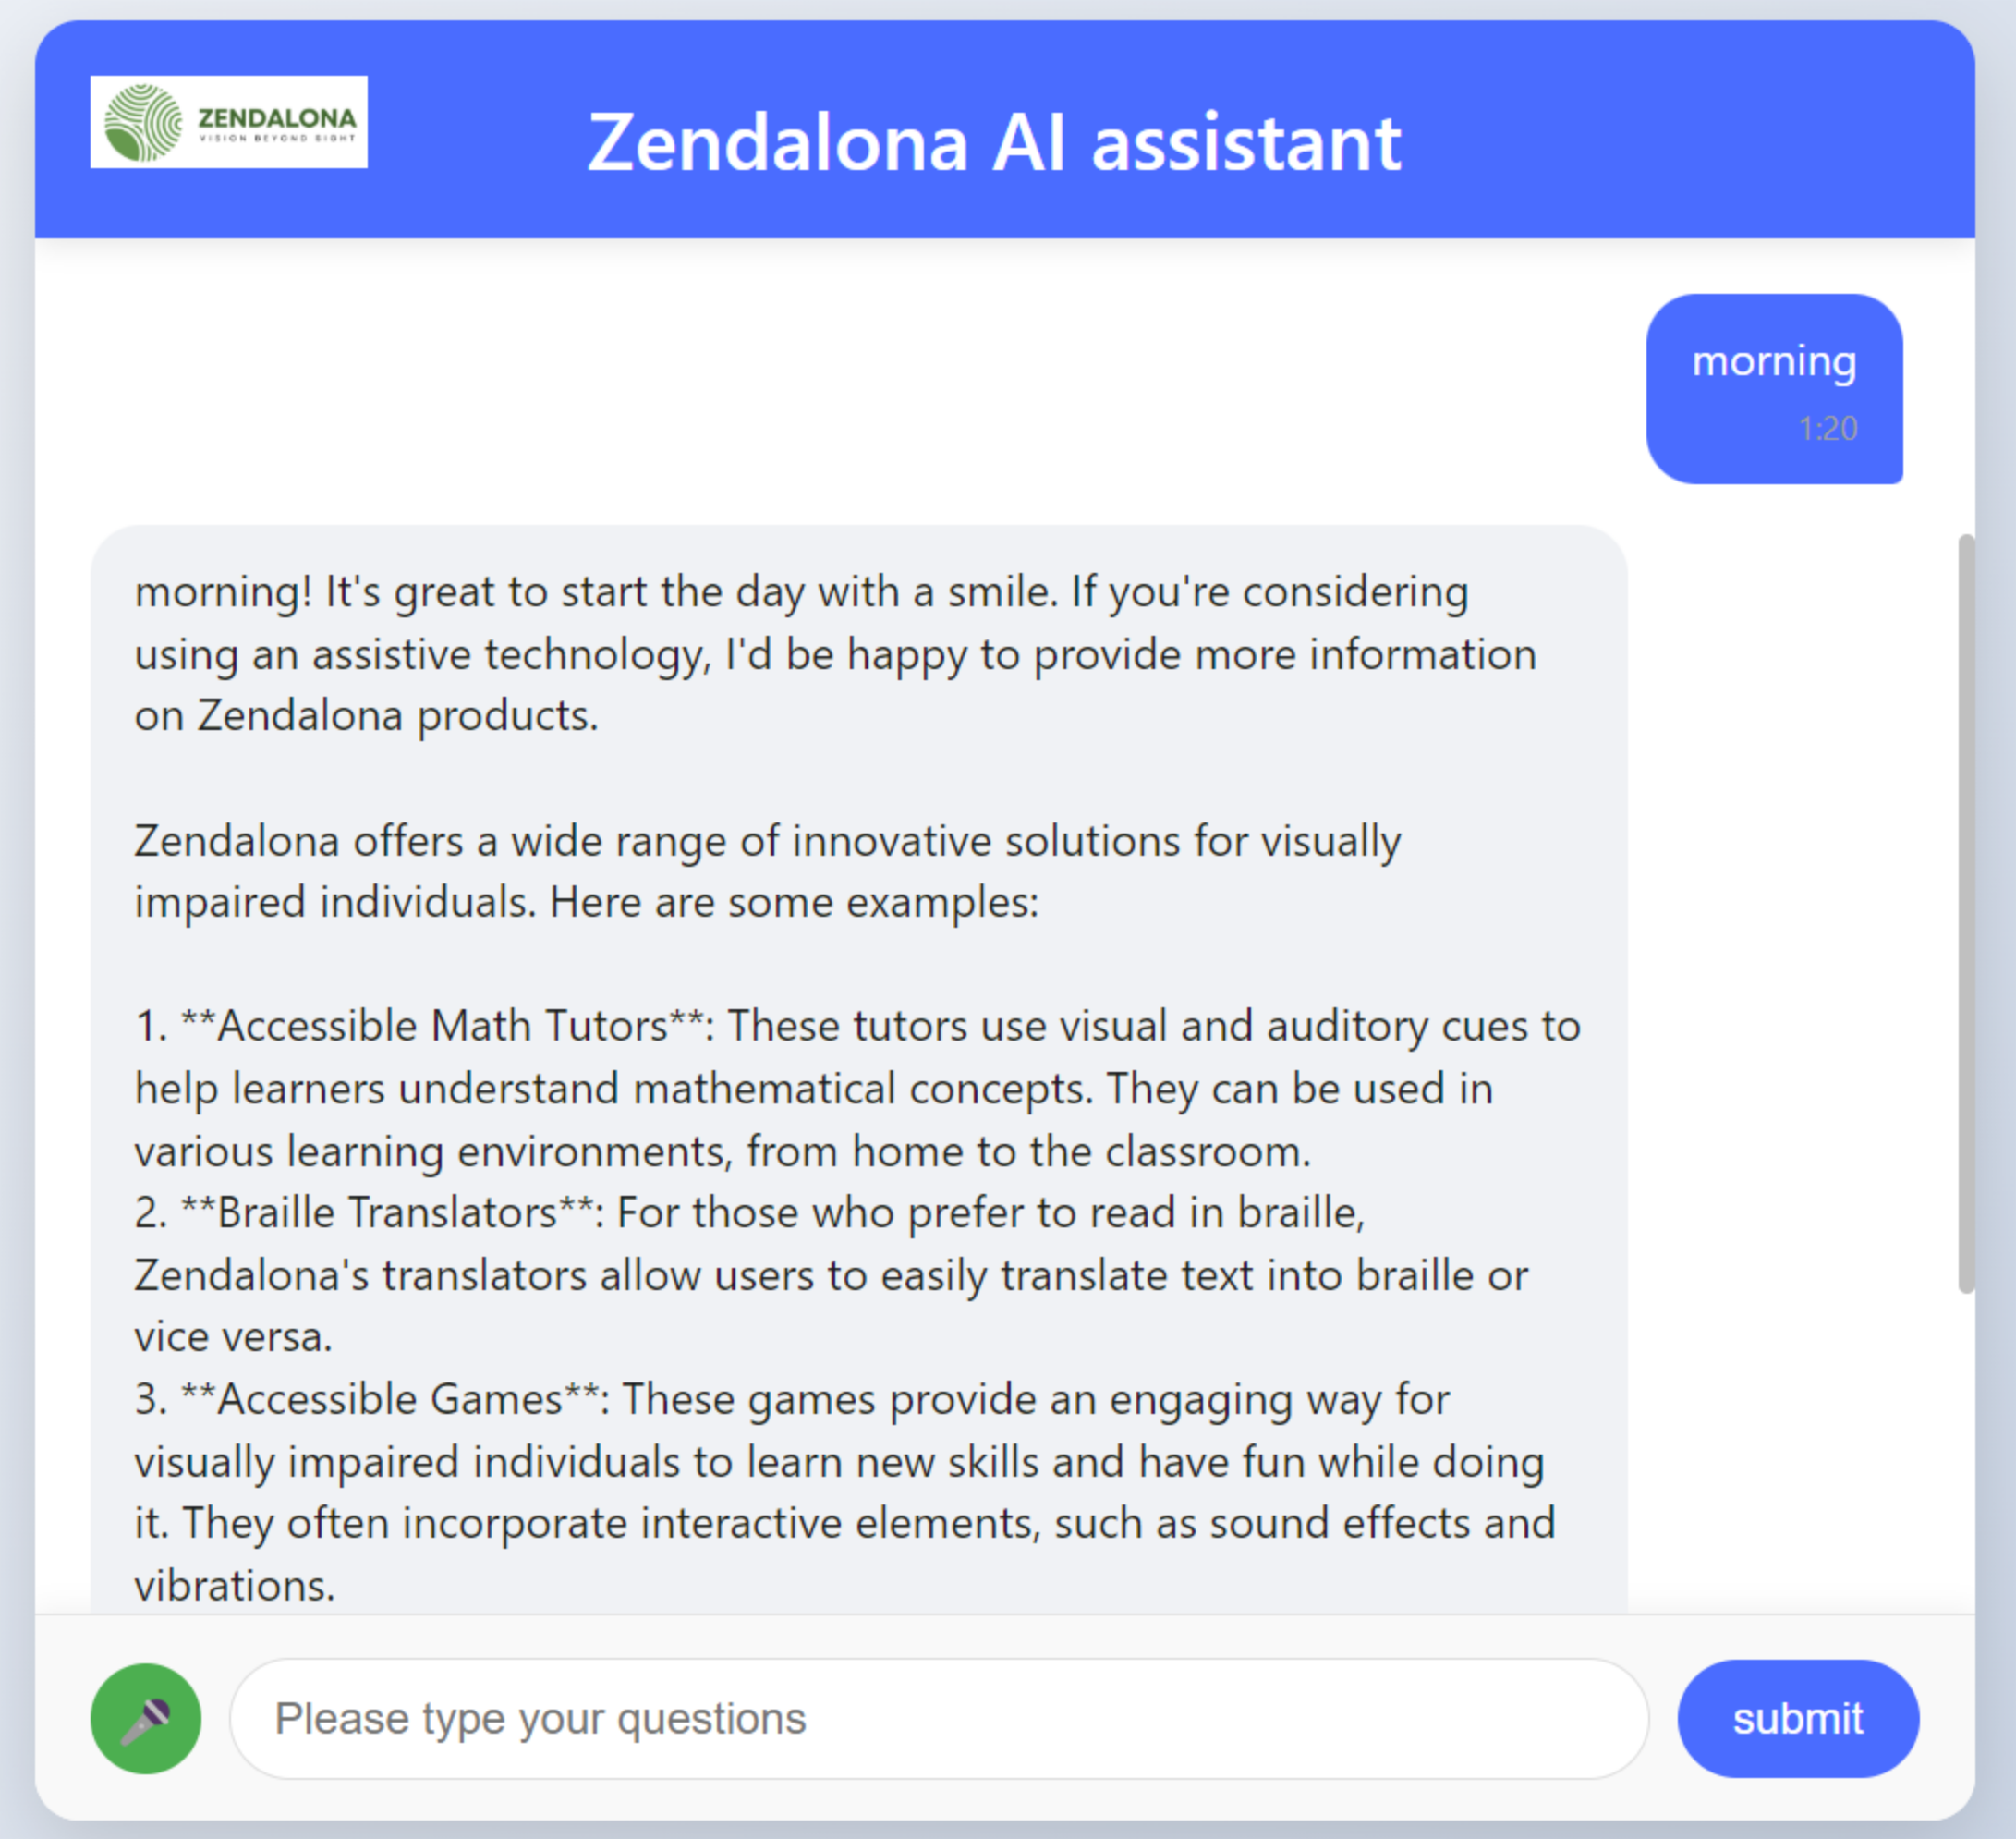 ZENDALONA
VISION BEYOND SIGHT
Zendalona AI assistant
morning
1:20
morning! It's great to start the day with a smile. If you're considering
using an assistive technology, I'd be happy to provide more information
on Zendalona products.
Zendalona offers a wide range of innovative solutions for visually
impaired individuals. Here are some examples:
1. **Accessible Math Tutors**: These tutors use visual and auditory cues to
help learners understand mathematical concepts. They can be used in
various learning environments, from home to the classroom.
2. **Braille Translators**: For those who prefer to read in braille,
Zendalona's translators allow users to easily translate text into braille or
vice versa.
3. **Accessible Games**: These games provide an engaging way for
visually impaired individuals to learn new skills and have fun while doing
it. They often incorporate interactive elements, such as sound effects and
vibrations.
Please type your questions
submit